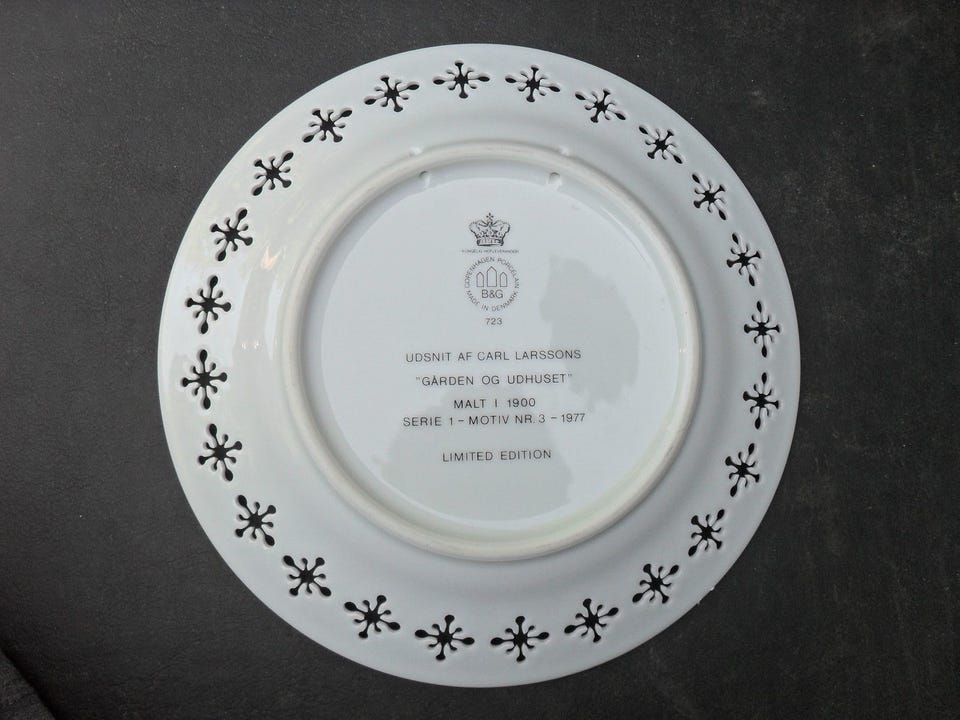 KONGELIG HOFLEVERANDØR
COPENHAGEN PORCELAIN
B&G
MADE IN DENMARK
723
UDSNIT AF CARL LARSSONS
"GÅRDEN OG UDHUSET"
MALT I 1900
SERIE 1 - MOTIV NR. 3 - 1977
LIMITED EDITION